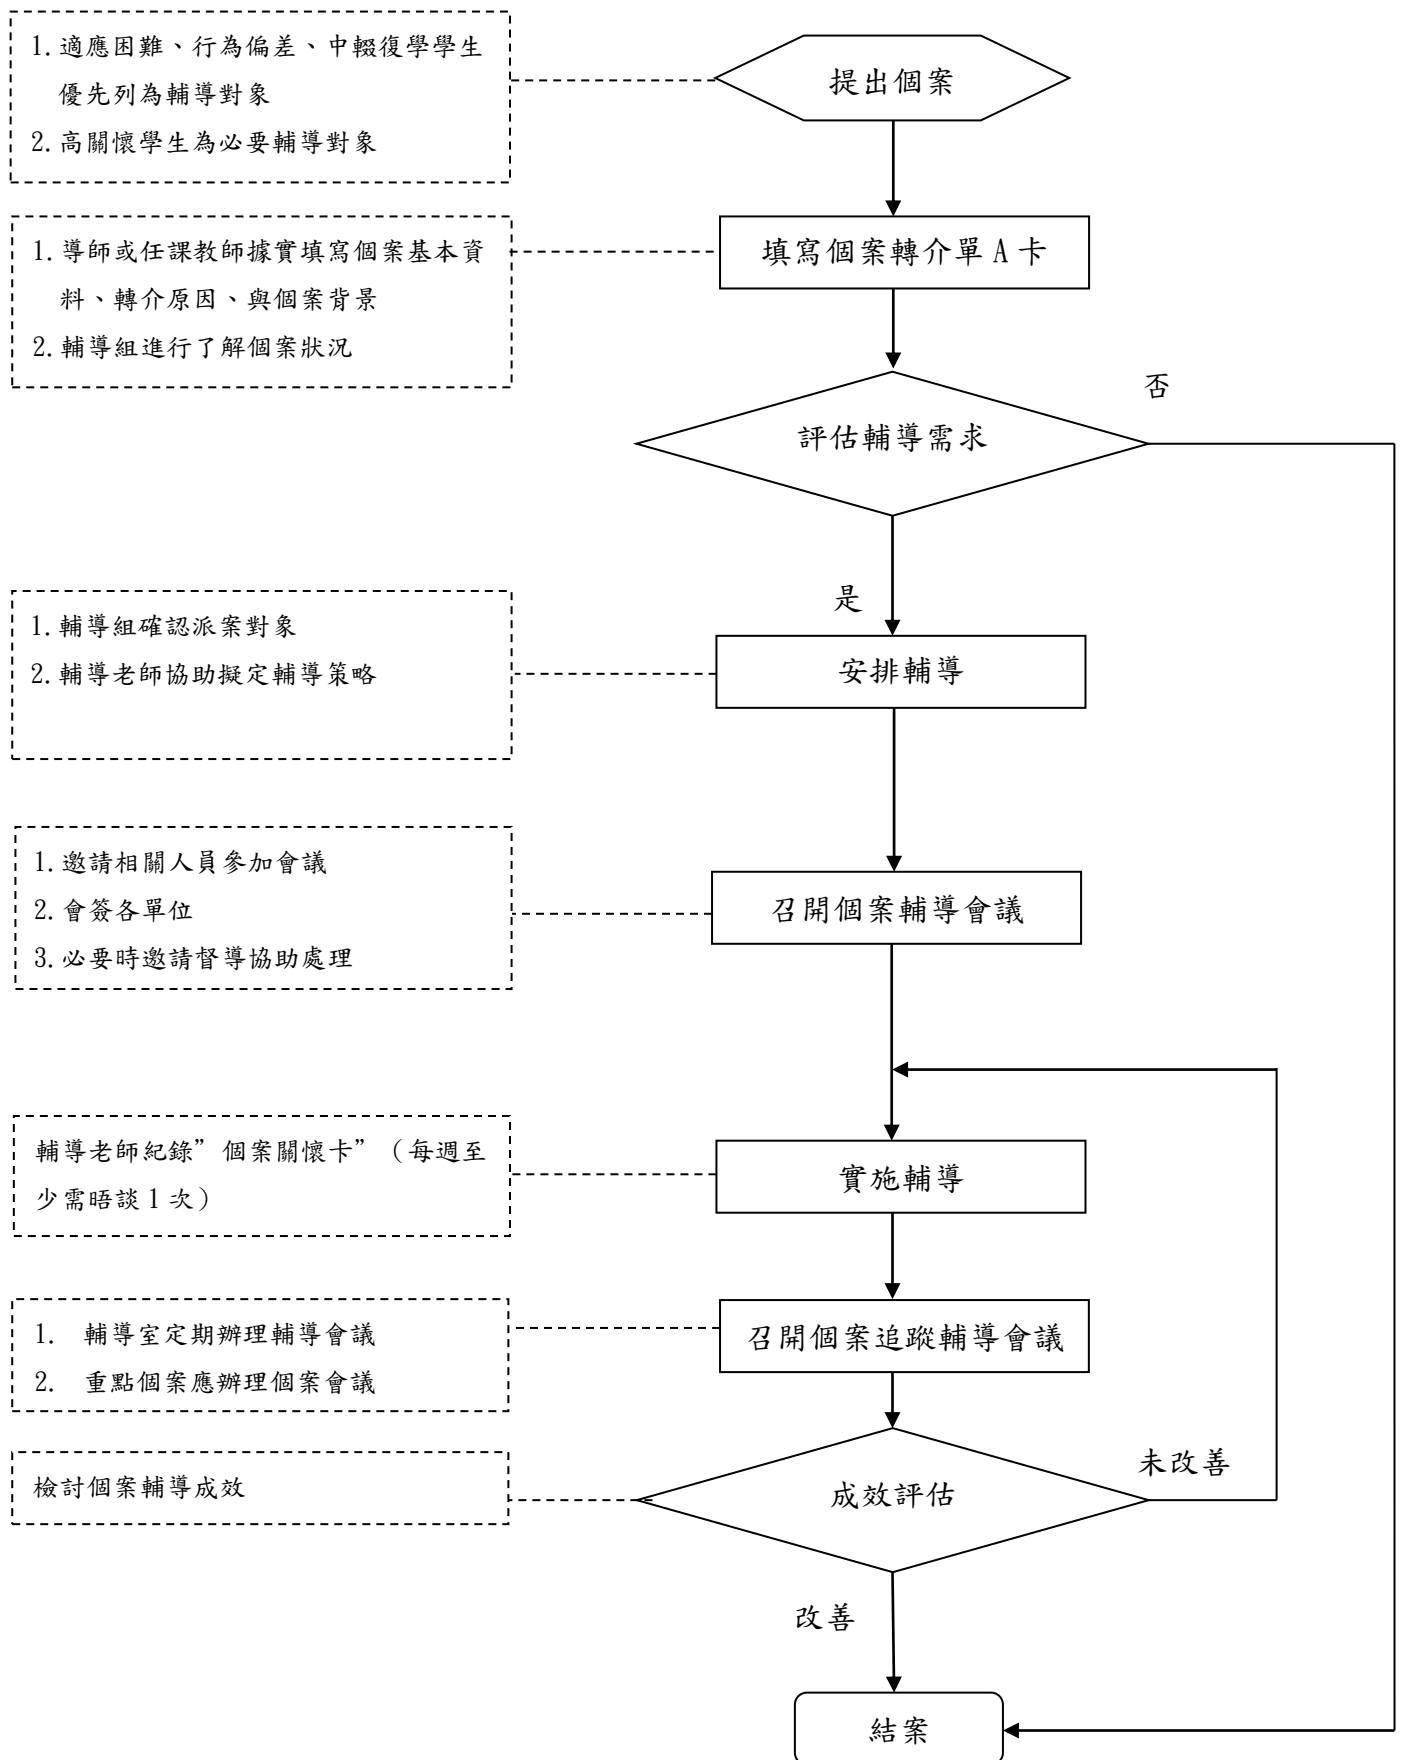 1.適應困難、行為偏差、中輟復學學生
優先列為輔導對象
2.高關懷學生為必要輔導對象
提出個案
1.導師或任課教師據實填寫個案基本資
料、轉介原因、與個案背景
2.輔導組進行了解個案狀況
填寫個案轉介單 A 卡
否
評估輔導需求
是
1.輔導組確認派案對象
2.輔導老師協助擬定輔導策略
安排輔導
1.邀請相關人員參加會議
2.會簽各單位
3.必要時邀請督導協助處理
召開個案輔導會議
輔導老師紀錄”個案關懷卡”（每週至
少需晤談 1 次）
實施輔導
1. 輔導室定期辦理輔導會議
2. 重點個案應辦理個案會議
召開個案追蹤輔導會議
檢討個案輔導成效
成效評估
未改善
改善
結案